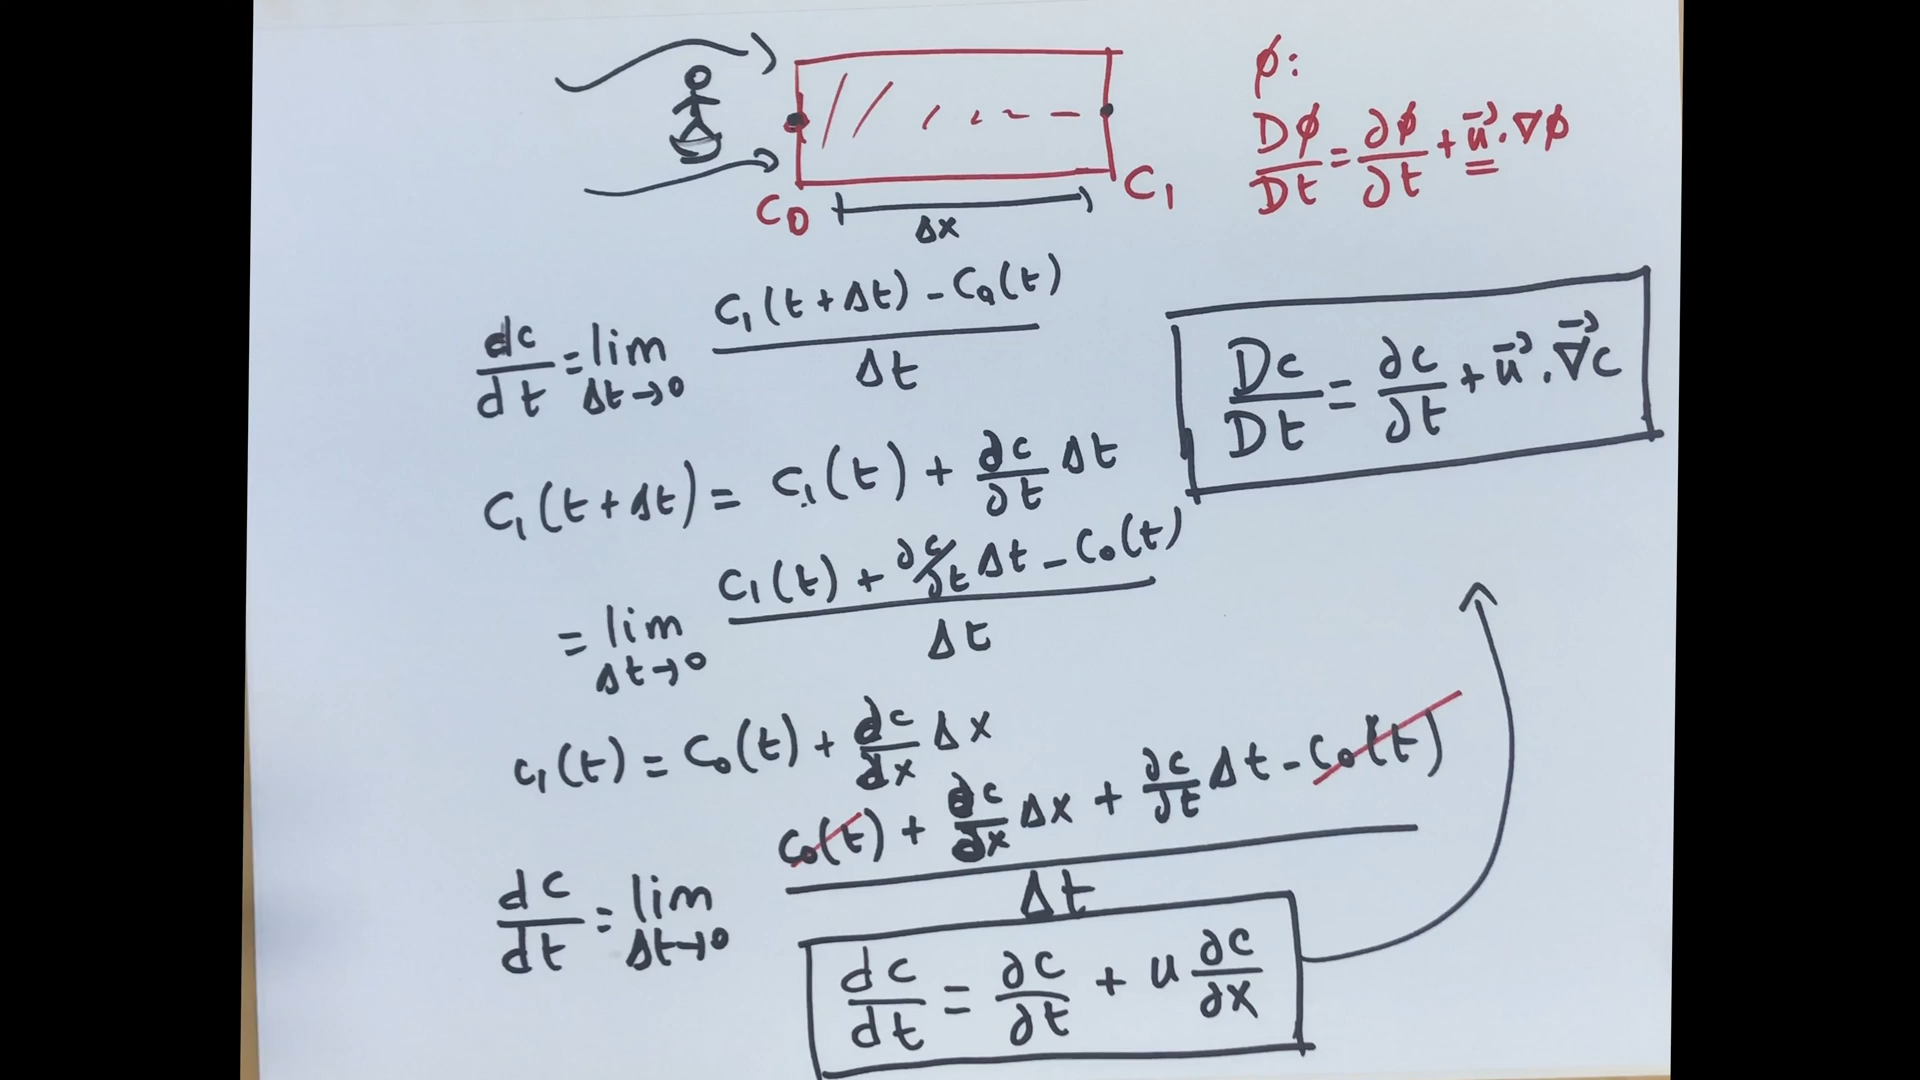 C₀ Δx C₁
ϕ:
Dϕ/Dt = ∂ϕ/∂t + u⃗ · ∇ϕ
dc/dt = lim Δt→0 (C₁(t+Δt) - C₀(t))/Δt
Dc/Dt = ∂c/∂t + u⃗ · ∇⃗c
C₁(t+Δt) = C₁(t) + ∂c/∂t Δt
= lim Δt→0 (C₁(t) + ∂c/∂t Δt - C₀(t))/Δt
C₁(t) = C₀(t) + ∂c/∂x Δx
dc/dt = lim Δt→0 (C₀(t) + ∂c/∂x Δx + ∂c/∂t Δt - C₀(t))/Δt
dc/dt = ∂c/∂t + u ∂c/∂x